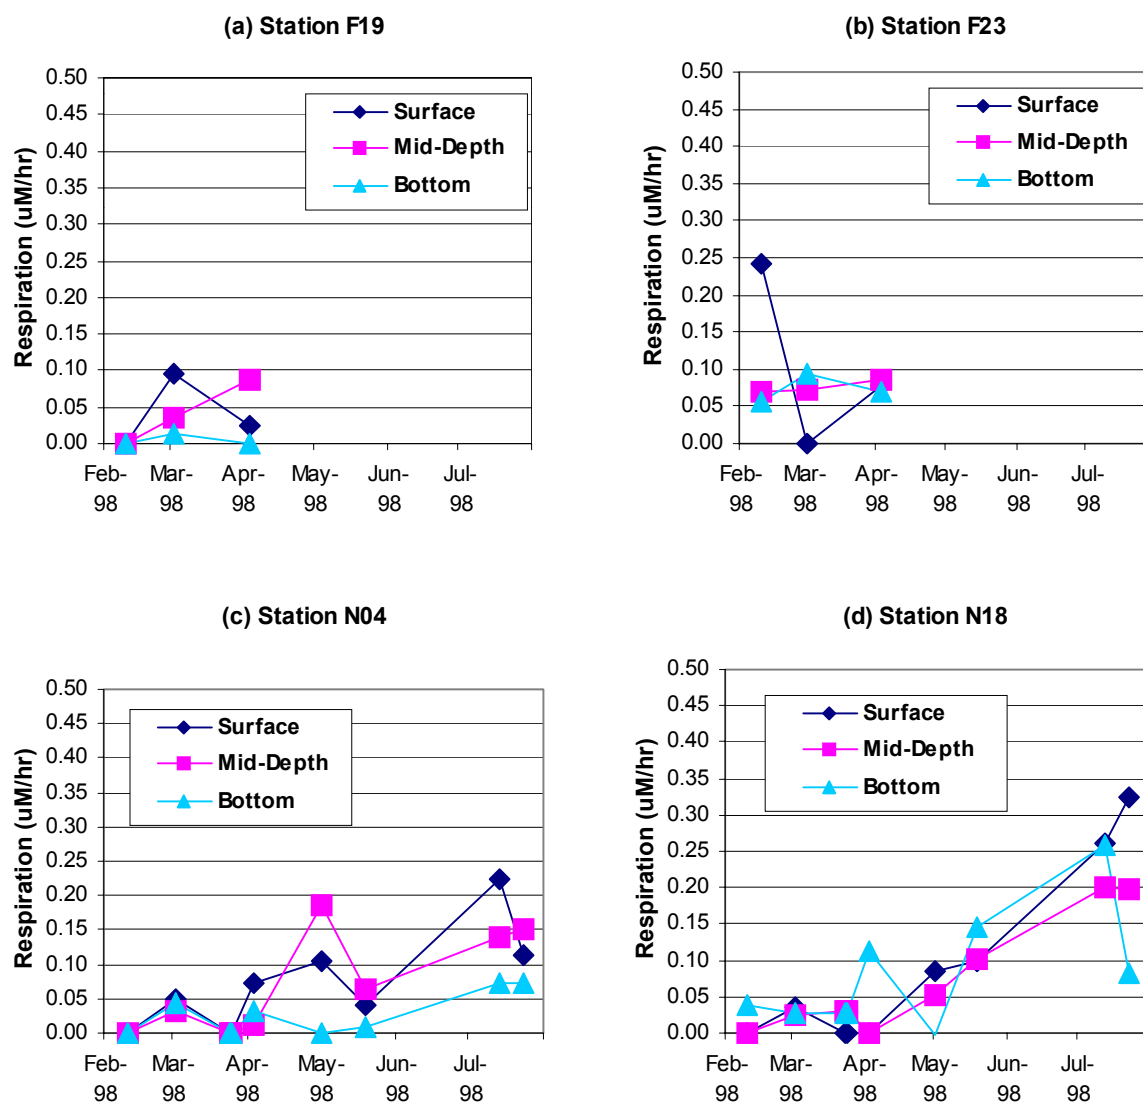 (a) Station F19
0.50
0.45
0.40
0.35
0.30
0.25
0.20
0.15
0.10
0.05
0.00
Respiration (uM/hr)
Surface
Mid-Depth
Bottom
Feb- Mar- Apr- May- Jun- Jul-
98 98 98 98 98 98
(b) Station F23
0.50
0.45
0.40
0.35
0.30
0.25
0.20
0.15
0.10
0.05
0.00
Respiration (uM/hr)
Surface
Mid-Depth
Bottom
Feb- Mar- Apr- May- Jun- Jul-
98 98 98 98 98 98
(c) Station N04
0.50
0.45
0.40
0.35
0.30
0.25
0.20
0.15
0.10
0.05
0.00
Respiration (uM/hr)
Surface
Mid-Depth
Bottom
Feb- Mar- Apr- May- Jun- Jul-
98 98 98 98 98 98
(d) Station N18
0.50
0.45
0.40
0.35
0.30
0.25
0.20
0.15
0.10
0.05
0.00
Respiration (uM/hr)
Surface
Mid-Depth
Bottom
Feb- Mar- Apr- May- Jun- Jul-
98 98 98 98 98 98